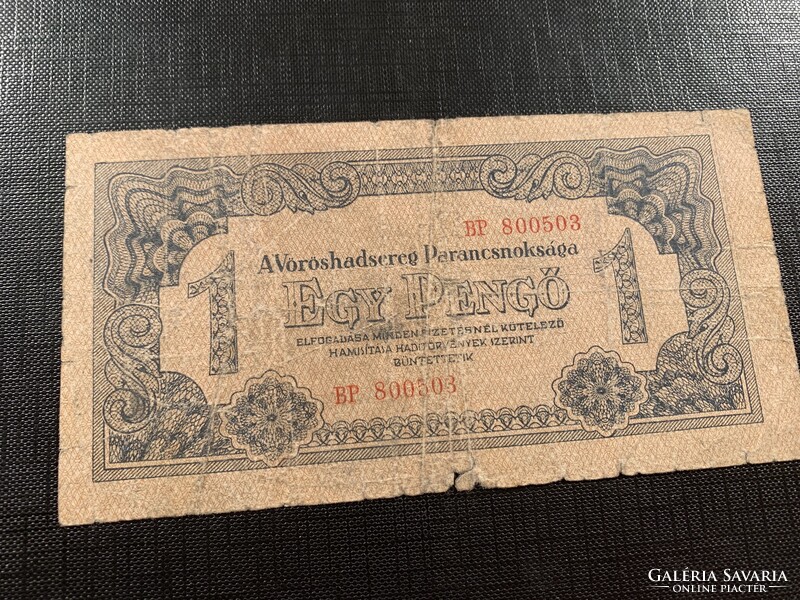 BP 800503
A Vöröshadsereg Parancsnoksága
1 EGY PENGŐ 1
ELFOGADÁSA MINDEN FIZETÉSNÉL KÖTELEZŐ
HAMISITÁSA HADITÖRVÉNYEK SZERINT
BÜNTETTETIK
BP 800503
GALÉRIA SAVARIA
ONLINE PIACTÉR